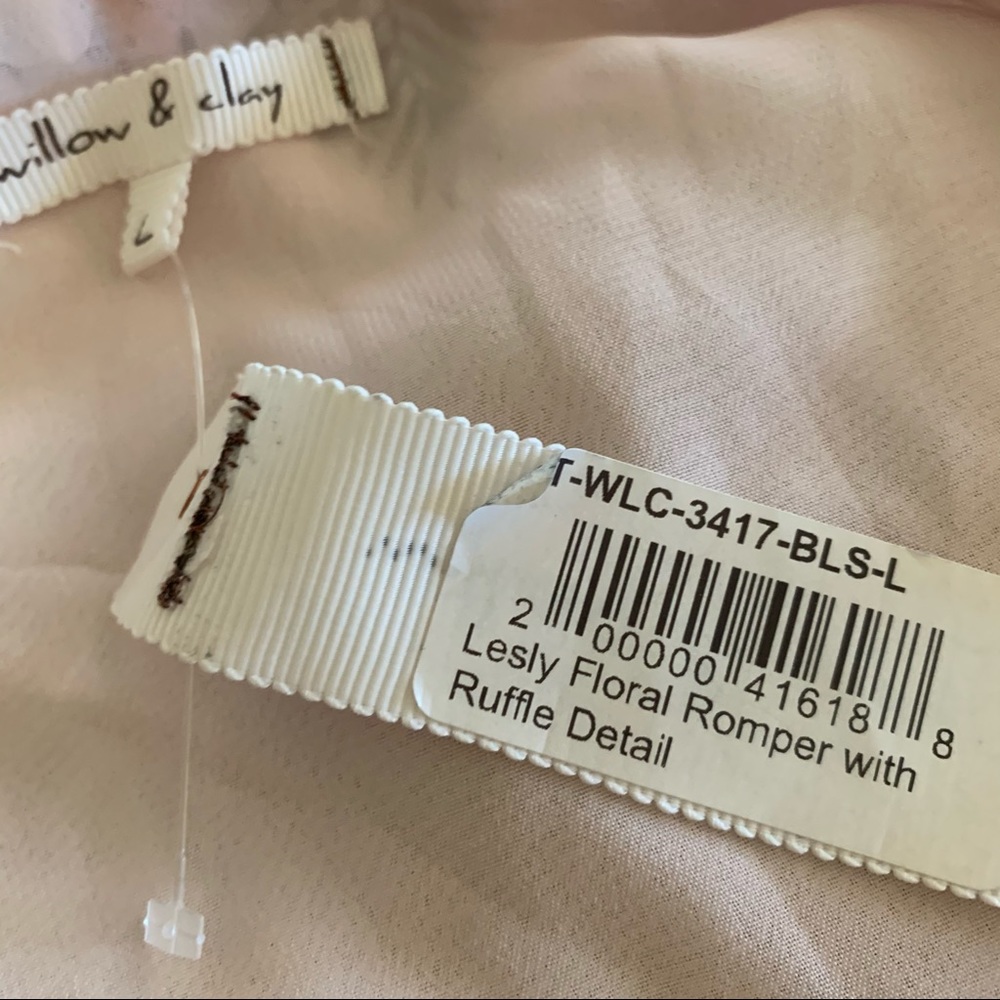 willow & clay
L
T-WLC-3417-BLS-L
2 00000 41618 8
Lesly Floral Romper with
Ruffle Detail